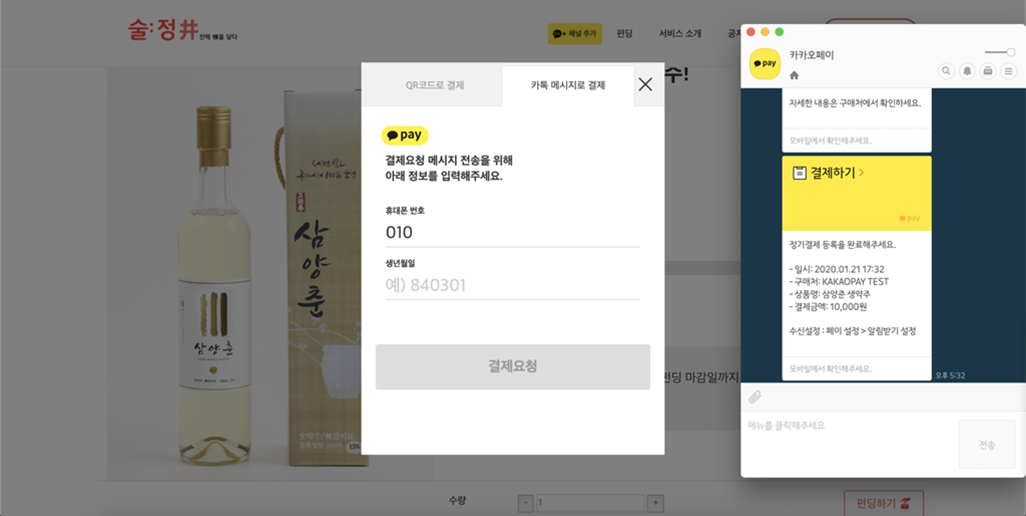 술:정井
전해 情을 담다
채널 추가
펀딩
서비스 소개
공지
수!
삼양춘
삼양춘
15%
펀딩 마감일까지
수량
-
1
+
펀딩하기
QR코드로 결제
카톡 메시지로 결제
pay
결제요청 메시지 전송을 위해
아래 정보를 입력해주세요.
휴대폰 번호
010
생년월일
예) 840301
결제요청
pay
카카오페이
자세한 내용은 구매처에서 확인하세요.
모바일에서 확인해주세요.
결제하기 >
pay
정기결제 등록을 완료해주세요.
- 일시: 2020.01.21 17:32
- 구매처: KAKAOPAY TEST
- 상품명: 삼양춘 생약주
- 결제금액: 10,000원
수신설정 : 페이 설정 > 알림받기 설정
모바일에서 확인해주세요.
오후 5:32
메뉴를 클릭해주세요
전송